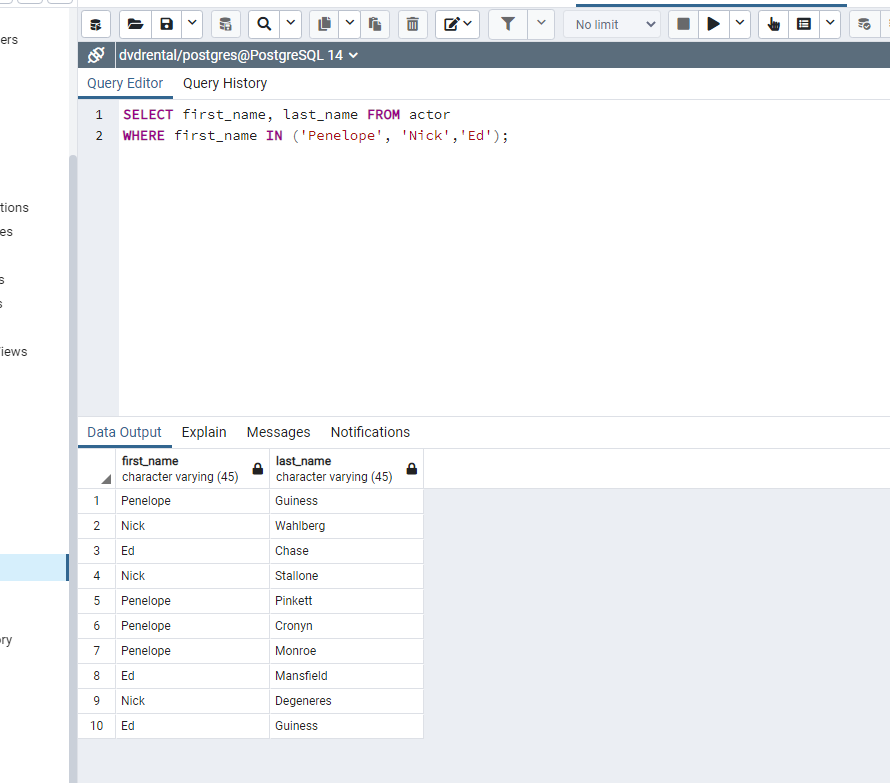 ers
tions
es
s
s
iews
ory
No limit
dvdrental/postgres@PostgreSQL 14
Query Editor Query History
1 SELECT first_name, last_name FROM actor
2 WHERE first_name IN ('Penelope', 'Nick','Ed');
Data Output Explain Messages Notifications
first_name last_name
character varying (45) character varying (45)
1 Penelope Guiness
2 Nick Wahlberg
3 Ed Chase
4 Nick Stallone
5 Penelope Pinkett
6 Penelope Cronyn
7 Penelope Monroe
8 Ed Mansfield
9 Nick Degeneres
10 Ed Guiness